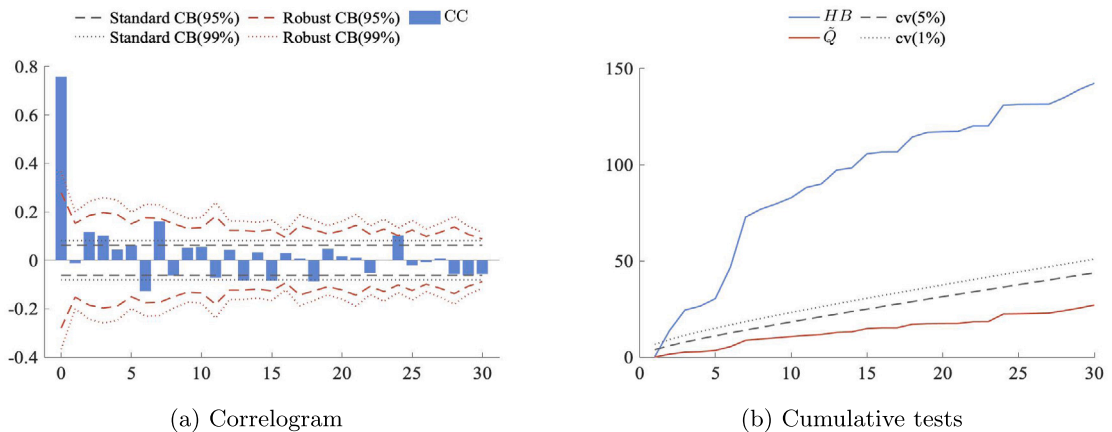 Standard CB(95%) Robust CB(95%) CC
Standard CB(99%) Robust CB(99%)
0.8
0.6
0.4
0.2
0
-0.2
-0.4
0 5 10 15 20 25 30
(a) Correlogram
HB cv(5%)
Q̃ cv(1%)
150
100
50
0
0 5 10 15 20 25 30
(b) Cumulative tests